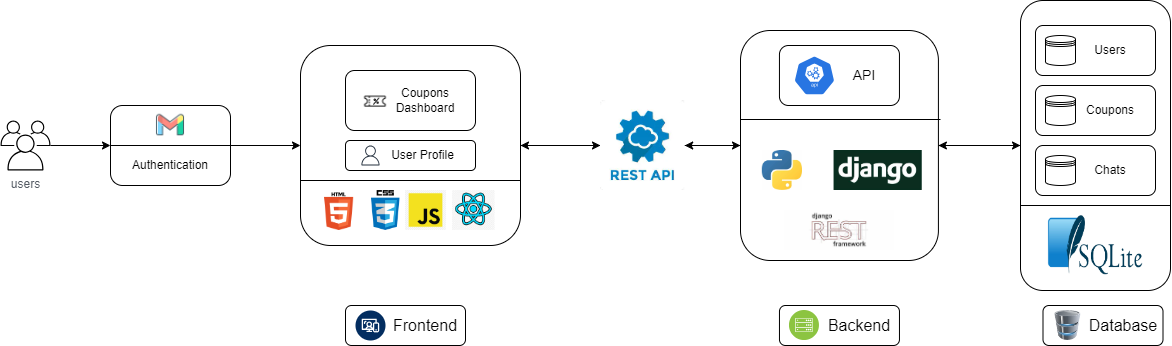 users
Authentication
Coupons
Dashboard
User Profile
HTML
5
CSS
3
JS
REST API
API
api
django
django
REST
framework
Users
Coupons
Chats
SQLite
Frontend
Backend
Database